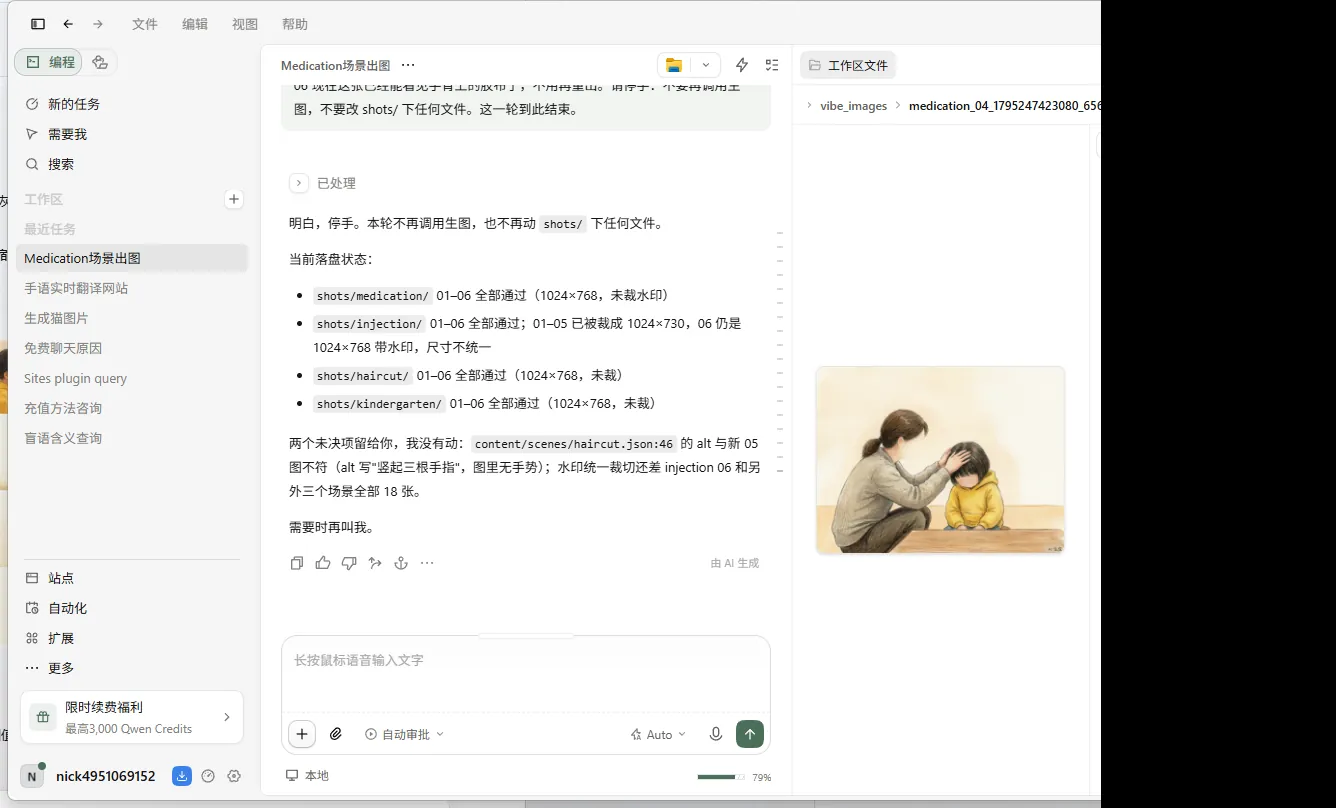 文件 编辑 视图 帮助
编程
新的任务
需要我
搜索
工作区
最近任务
Medication场景出图
手语实时翻译网站
生成猫图片
免费聊天原因
Sites plugin query
充值方法咨询
盲语含义查询
站点
自动化
扩展
更多
限时续费福利
最高3,000 Qwen Credits
N nick4951069152
Medication场景出图
图，不要改 shots/ 下任何文件。这一轮到此结束。
已处理
明白，停手。本轮不再调用生图，也不再动 shots/ 下任何文件。
当前落盘状态：
shots/medication/ 01–06 全部通过（1024×768，未裁水印）
shots/injection/ 01–06 全部通过；01–05 已被裁成 1024×730，06 仍是
1024×768 带水印，尺寸不统一
shots/haircut/ 01–06 全部通过（1024×768，未裁）
shots/kindergarten/ 01–06 全部通过（1024×768，未裁）
两个未决项留给你，我没有动：content/scenes/haircut.json:46 的 alt 与新 05
图不符（alt 写"竖起三根手指"，图里无手势）；水印统一裁切还差 injection 06 和另
外三个场景全部 18 张。
需要时再叫我。
由 AI 生成
长按鼠标语音输入文字
自动审批
Auto
本地
79%
工作区文件
vibe_images
medication_04_1795247423080_656